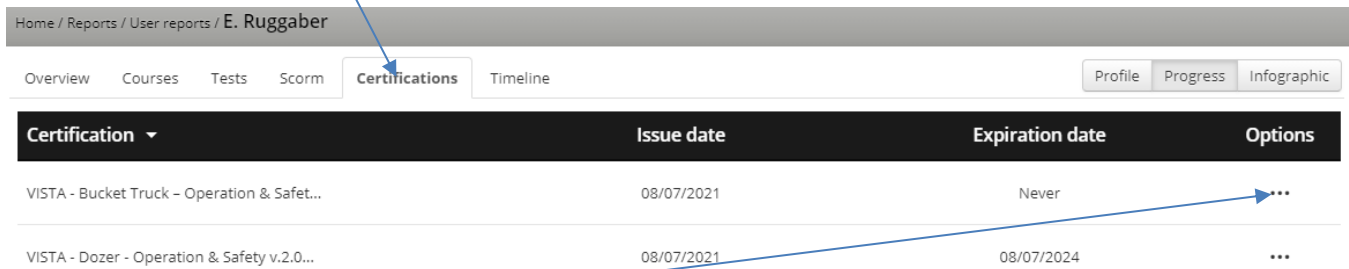 Home / Reports / User reports / E. Ruggaber
Overview Courses Tests Scorm Certifications Timeline Profile Progress Infographic
Certification Issue date Expiration date Options
VISTA - Bucket Truck – Operation & Safet... 08/07/2021 Never ...
VISTA - Dozer - Operation & Safety v.2.0... 08/07/2021 08/07/2024 ...